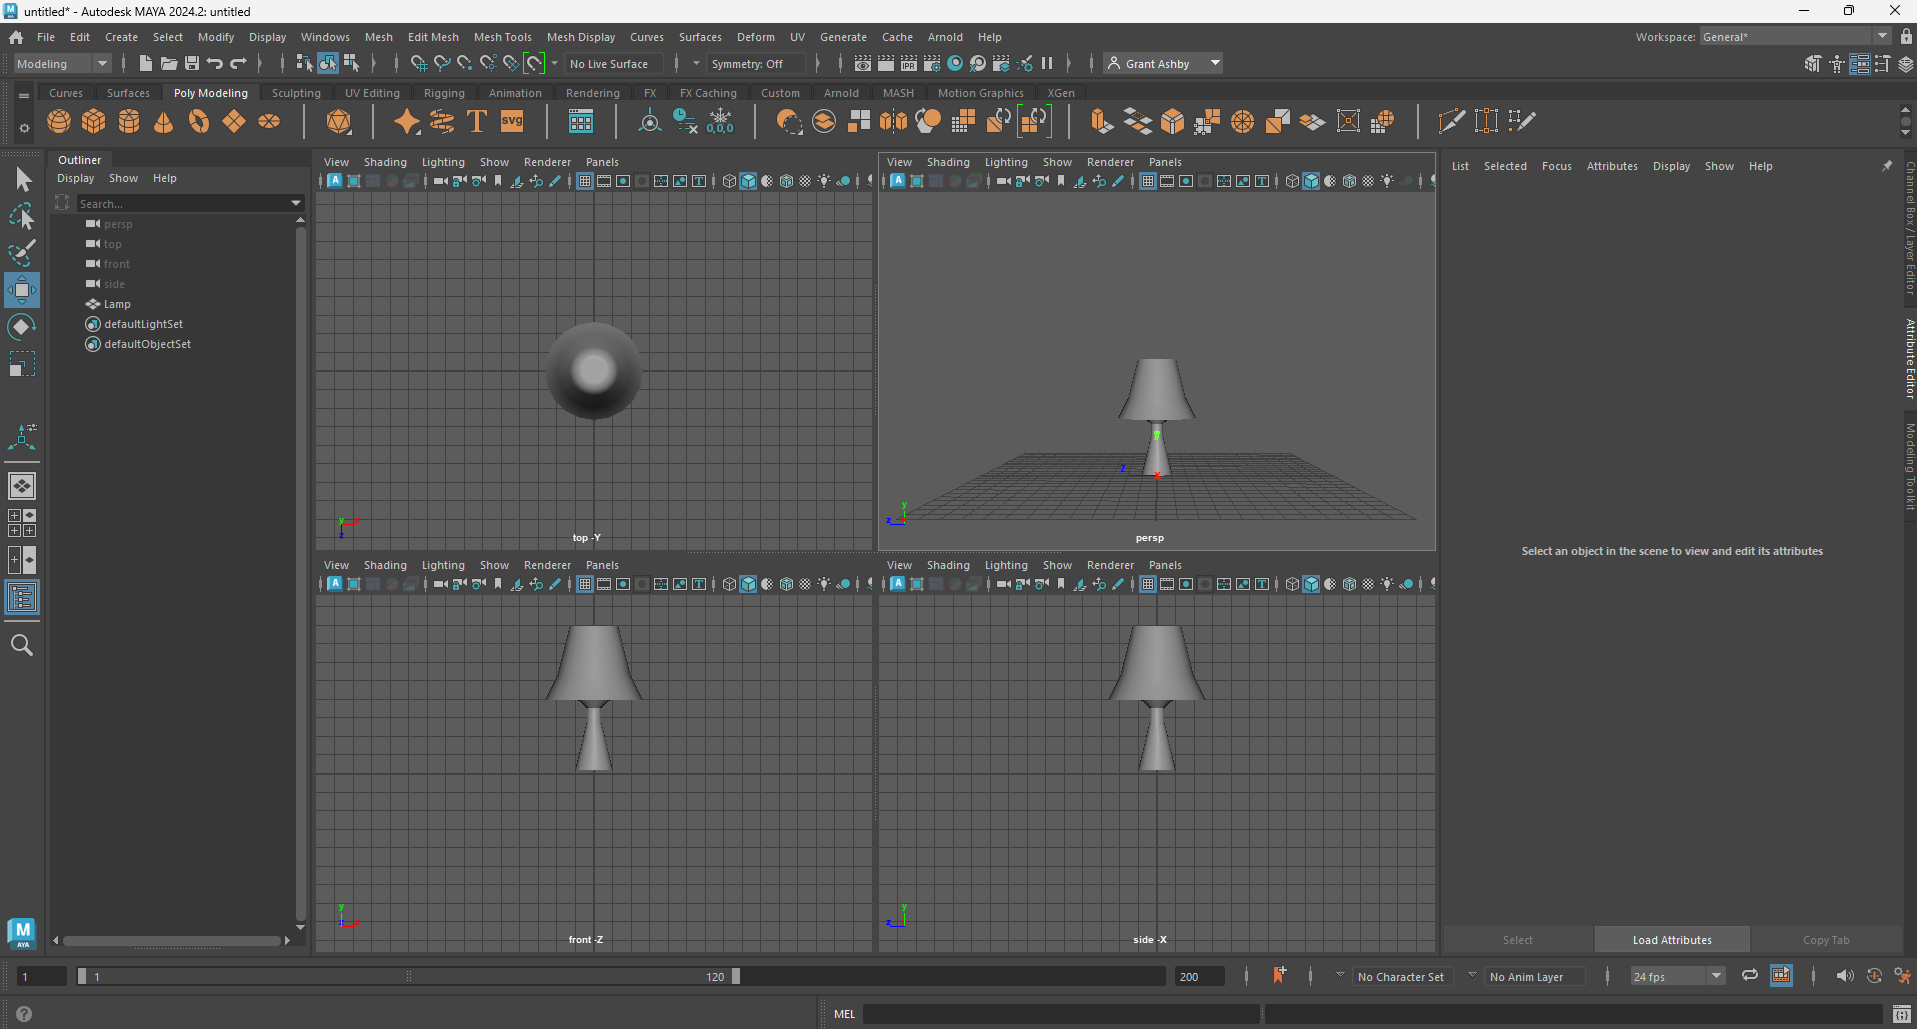 untitled* - Autodesk MAYA 2024.2: untitled
File Edit Create Select Modify Display Windows Mesh Edit Mesh Mesh Tools Mesh Display Curves Surfaces Deform UV Generate Cache Arnold Help Workspace: General*
Modeling No Live Surface Symmetry: Off IPR Grant Ashby
Curves Surfaces Poly Modeling Sculpting UV Editing Rigging Animation Rendering FX FX Caching Custom Arnold MASH Motion Graphics XGen
T SVG 0,0,0
Outliner
Display Show Help
Search...
persp
top
front
side
Lamp
defaultLightSet
defaultObjectSet
View Shading Lighting Show Renderer Panels
top -Y
View Shading Lighting Show Renderer Panels
persp
View Shading Lighting Show Renderer Panels
front -Z
View Shading Lighting Show Renderer Panels
side -X
List Selected Focus Attributes Display Show Help
Select an object in the scene to view and edit its attributes
Select Load Attributes Copy Tab
Channel Box / Layer Editor
Attribute Editor
Modeling Toolkit
M
AYA
1 1 120 200 No Character Set No Anim Layer 24 fps
MEL